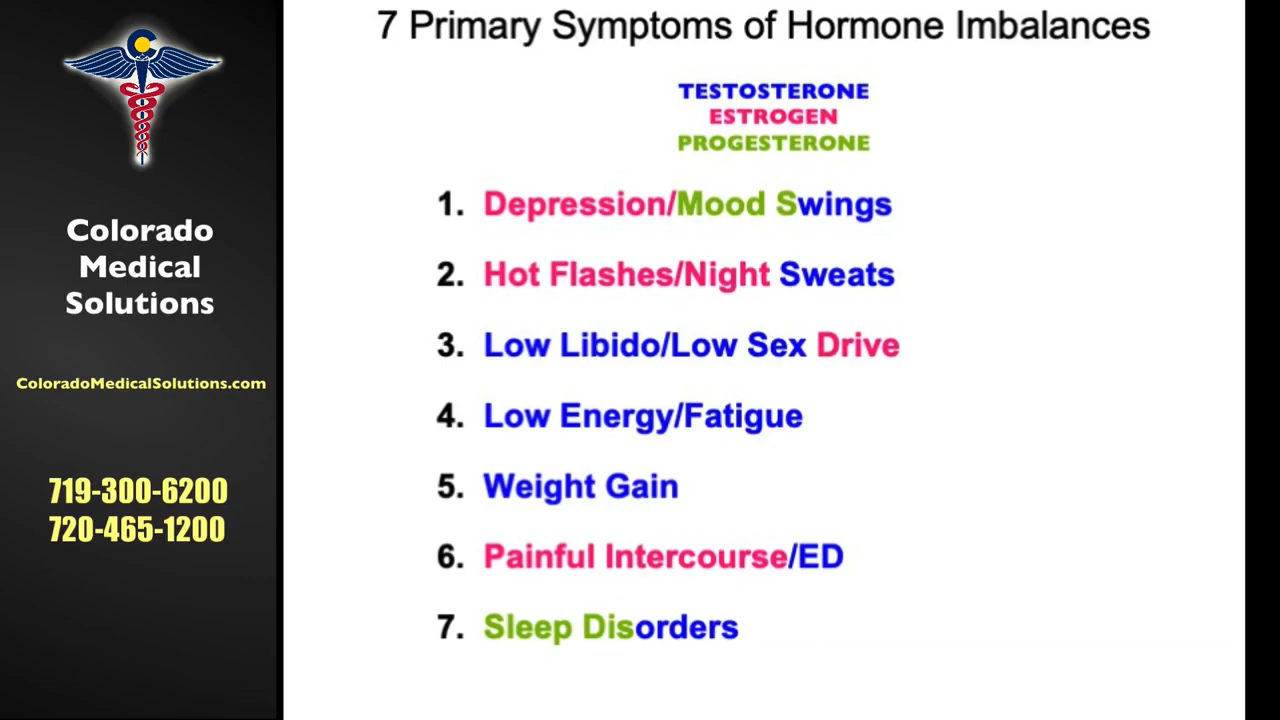 Colorado
Medical
Solutions
ColoradoMedicalSolutions.com
719-300-6200
720-465-1200
7 Primary Symptoms of Hormone Imbalances
TESTOSTERONE
ESTROGEN
PROGESTERONE
1. Depression/Mood Swings
2. Hot Flashes/Night Sweats
3. Low Libido/Low Sex Drive
4. Low Energy/Fatigue
5. Weight Gain
6. Painful Intercourse/ED
7. Sleep Disorders